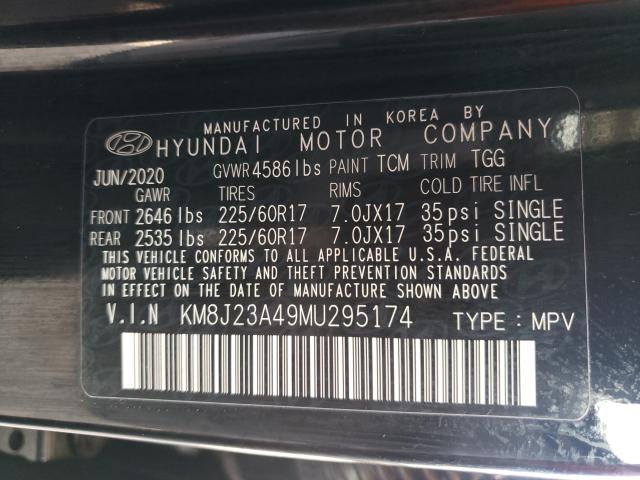 MANUFACTURED IN KOREA BY
HYUNDAI MOTOR COMPANY
JUN/2020 GVWR 4586lbs PAINT TCM TRIM TGG
GAWR TIRES RIMS COLD TIRE INFL
FRONT 2646 lbs 225/60R17 7.0JX17 35psi SINGLE
REAR 2535 lbs 225/60R17 7.0JX17 35psi SINGLE
THIS VEHICLE CONFORMS TO ALL APPLICABLE U.S.A. FEDERAL
MOTOR VEHICLE SAFETY AND THEFT PREVENTION STANDARDS
IN EFFECT ON THE DATE OF MANUFACTURE SHOWN ABOVE
V.I.N KM8J23A49MU295174 TYPE: MPV